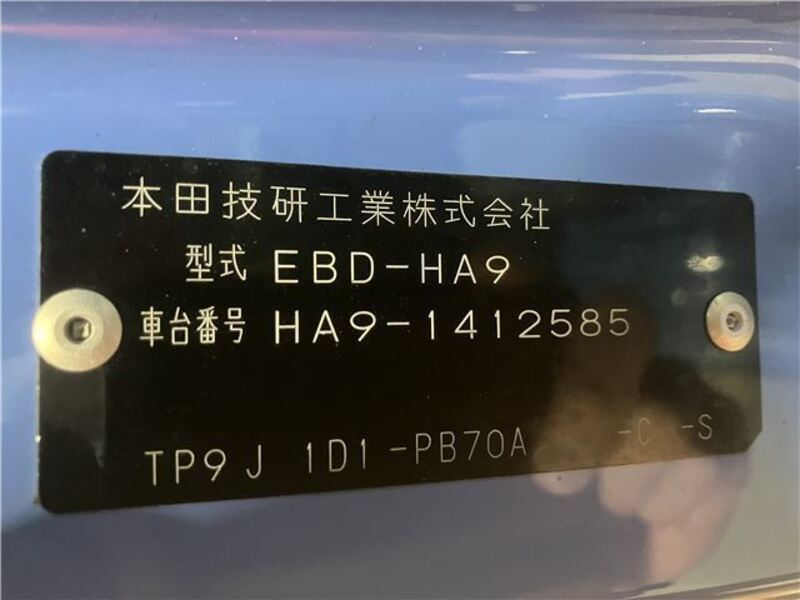 本田技研工業株式会社
型式 EBD-HA9
車台番号 HA9-1412585
TP9J 1D1-PB70A -C -S